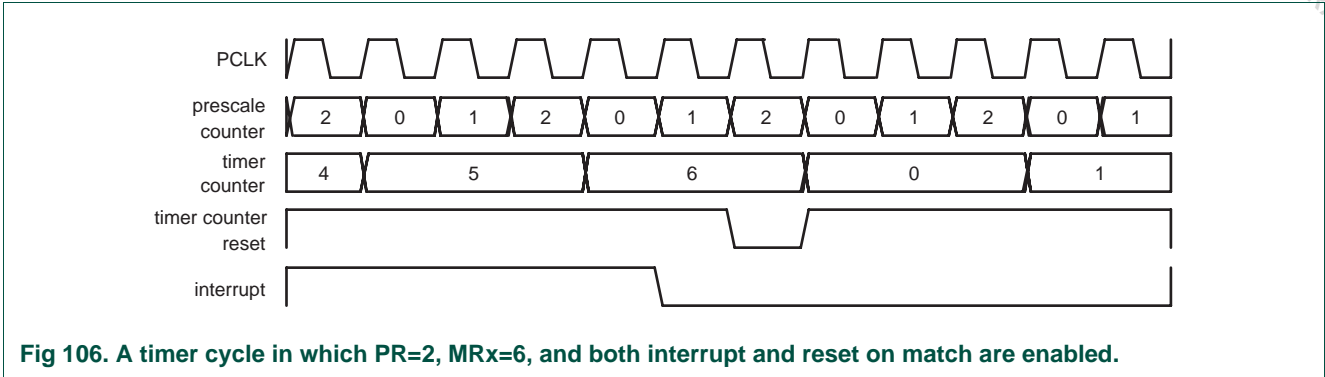 PCLK
prescale
counter
2 0 1 2 0 1 2 0 1 2 0 1
timer
counter
4 5 6 0 1
timer counter
reset
interrupt
Fig 106. A timer cycle in which PR=2, MRx=6, and both interrupt and reset on match are enabled.